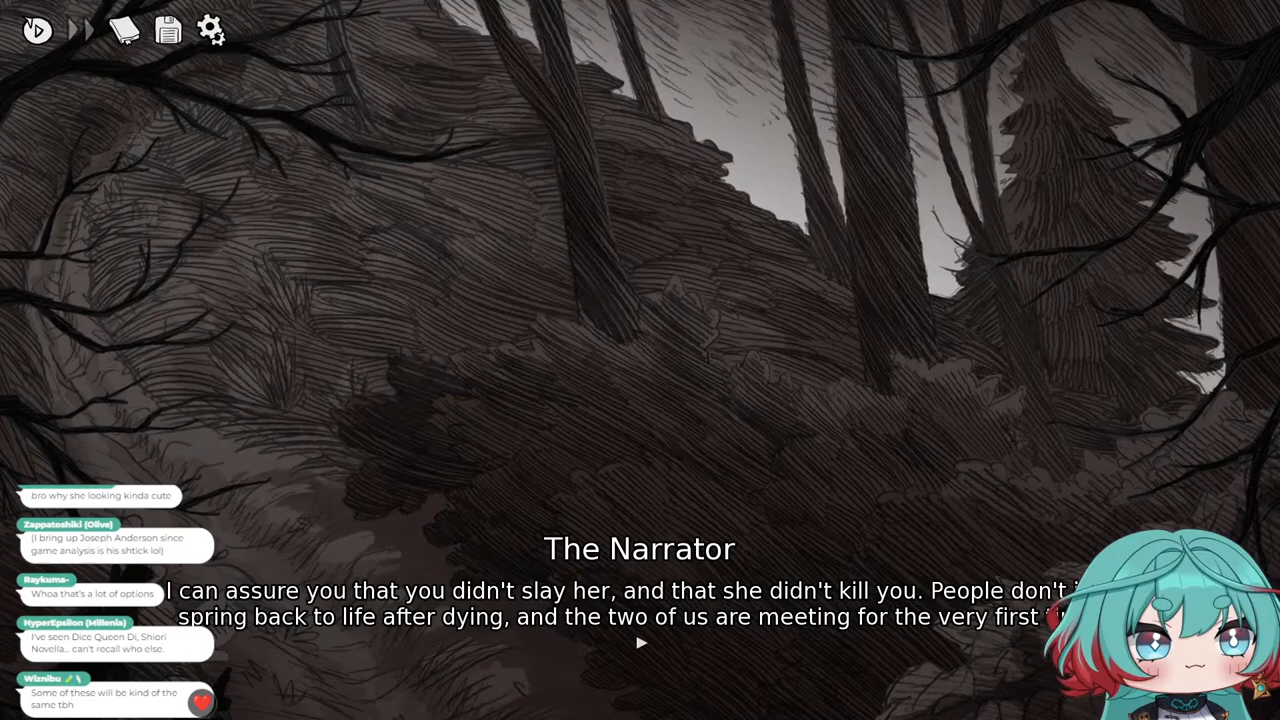 bro why she looking kinda cute
Zappatoshiki (Olive)
(I bring up Joseph Anderson since
game analysis is his shtick lol)
Raykuma~
Whoa that's a lot of options
HyperEpsilon (Millenia)
I've seen Dice Queen Di, Shiori
Novella... can't recall who else.
Wiznibu
Some of these will be kind of the
same tbh
The Narrator
I can assure you that you didn't slay her, and that she didn't kill you. People don't
spring back to life after dying, and the two of us are meeting for the very first